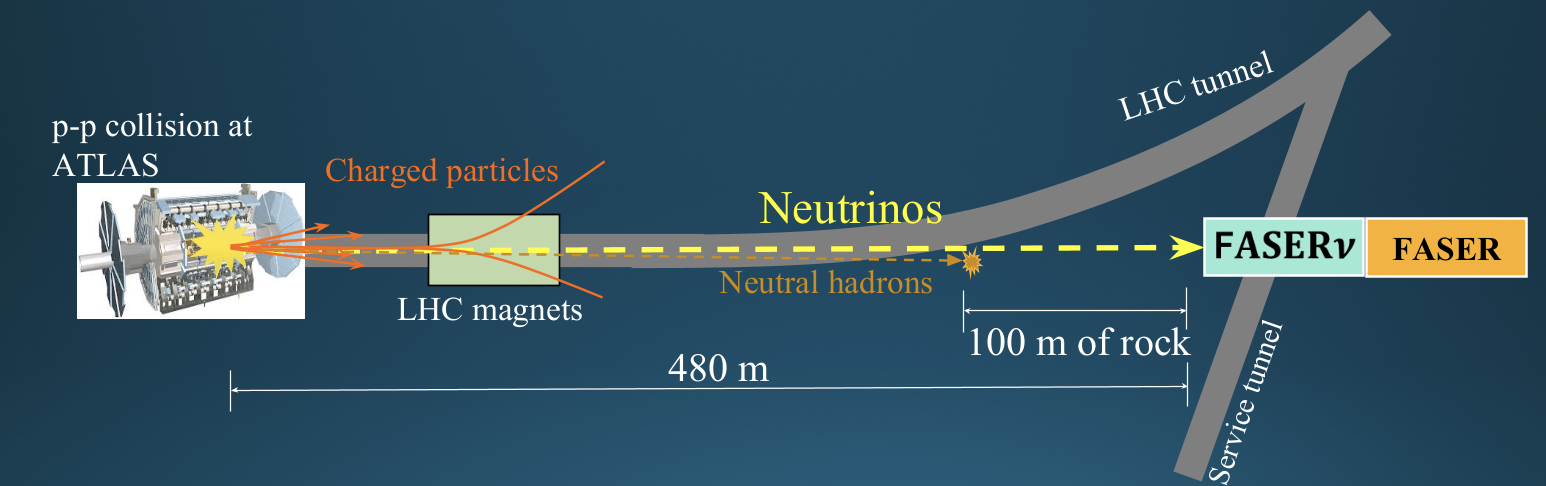 p-p collision at
ATLAS
Charged particles
LHC magnets
Neutrinos
Neutral hadrons
LHC tunnel
FASERν
FASER
100 m of rock
480 m
Service tunnel